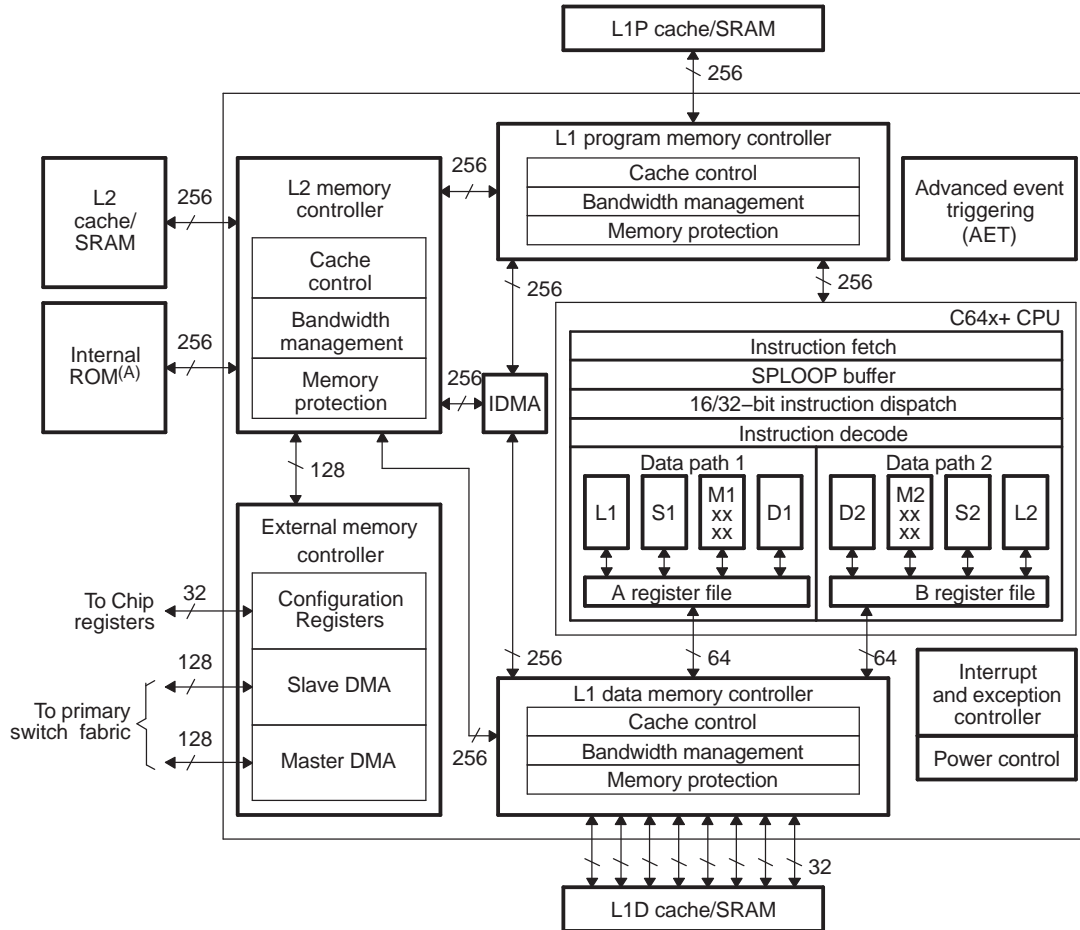 L1P cache/SRAM
256
L1 program memory controller
Cache control
Bandwidth management
Memory protection
Advanced event
triggering
(AET)
L2
cache/
SRAM
256
L2 memory
controller
256
Cache
control
Bandwidth
management
Memory
protection
Internal
ROM(A)
256
256
256
256
IDMA
C64x+ CPU
Instruction fetch
SPLOOP buffer
16/32−bit instruction dispatch
Instruction decode
Data path 1
L1
S1
M1
xx
xx
D1
A register file
Data path 2
D2
M2
xx
xx
S2
L2
B register file
128
External memory
controller
Configuration
Registers
Slave DMA
Master DMA
To Chip
registers
32
To primary
switch fabric
128
128
256
256
64
64
L1 data memory controller
Cache control
Bandwidth management
Memory protection
Interrupt
and exception
controller
Power control
32
L1D cache/SRAM